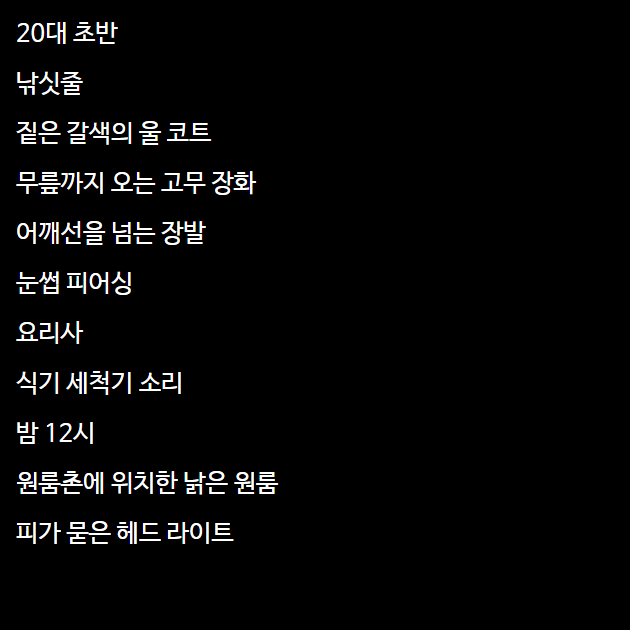 20대 초반
낚싯줄
짙은 갈색의 울 코트
무릎까지 오는 고무 장화
어깨선을 넘는 장발
눈썹 피어싱
요리사
식기 세척기 소리
밤 12시
원룸촌에 위치한 낡은 원룸
피가 묻은 헤드 라이트